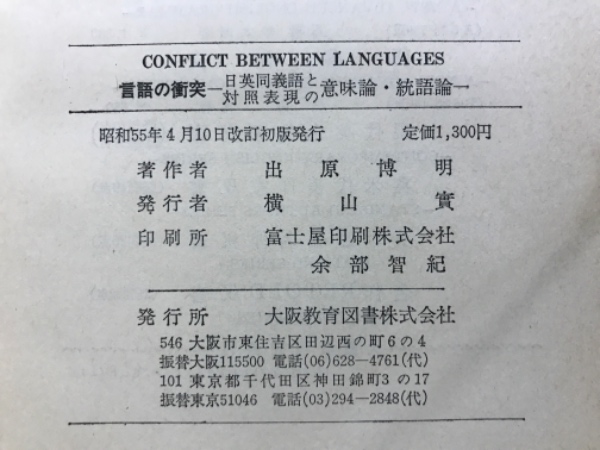 CONFLICT BETWEEN LANGUAGES
言語の衝突—日英同義語と対照表現の意味論・統語論—
昭和55年4月10日改訂初版発行 定価1,300円
著作者 出原博明
発行者 横山實
印刷所 富士屋印刷株式会社
余部智紀
発行所 大阪教育図書株式会社
546 大阪市東住吉区田辺西の町6の4
振替大阪115500 電話(06)628-4761(代)
101 東京都千代田区神田錦町3の17
振替東京51046 電話(03)294-2848(代)